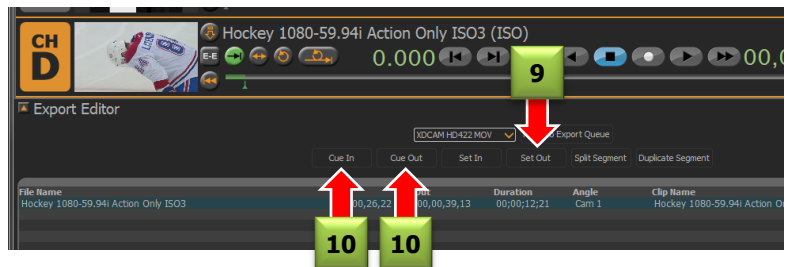 CH
D
Hockey 1080-59.94i Action Only ISO3 (ISO)
E-E
0.000
00,0
1
9
Export Editor
XDCAM HD422 MOV
Export Queue
Cue In Cue Out Set In Set Out Split Segment Duplicate Segment
File Name Duration Angle Clip Name
Hockey 1080-59.94i Action Only ISO3 00,26,22 00,00,39,13 00;00;12;21 Cam 1 Hockey 1080-59.94i Action On
10 10